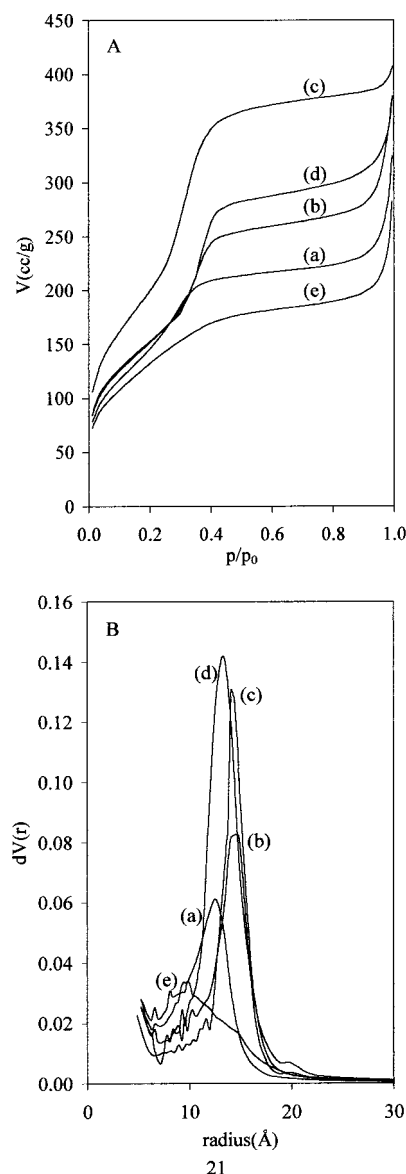 A
450
400
350
300
250
200
150
100
50
0
V(cc/g)
(c)
(d)
(b)
(a)
(e)
0.0 0.2 0.4 0.6 0.8 1.0
p/p0
B
0.16
0.14
0.12
0.10
0.08
0.06
0.04
0.02
0.00
dV(r)
(d)
(c)
(b)
(a)
(e)
0 10 20 30
radius(Å)
21